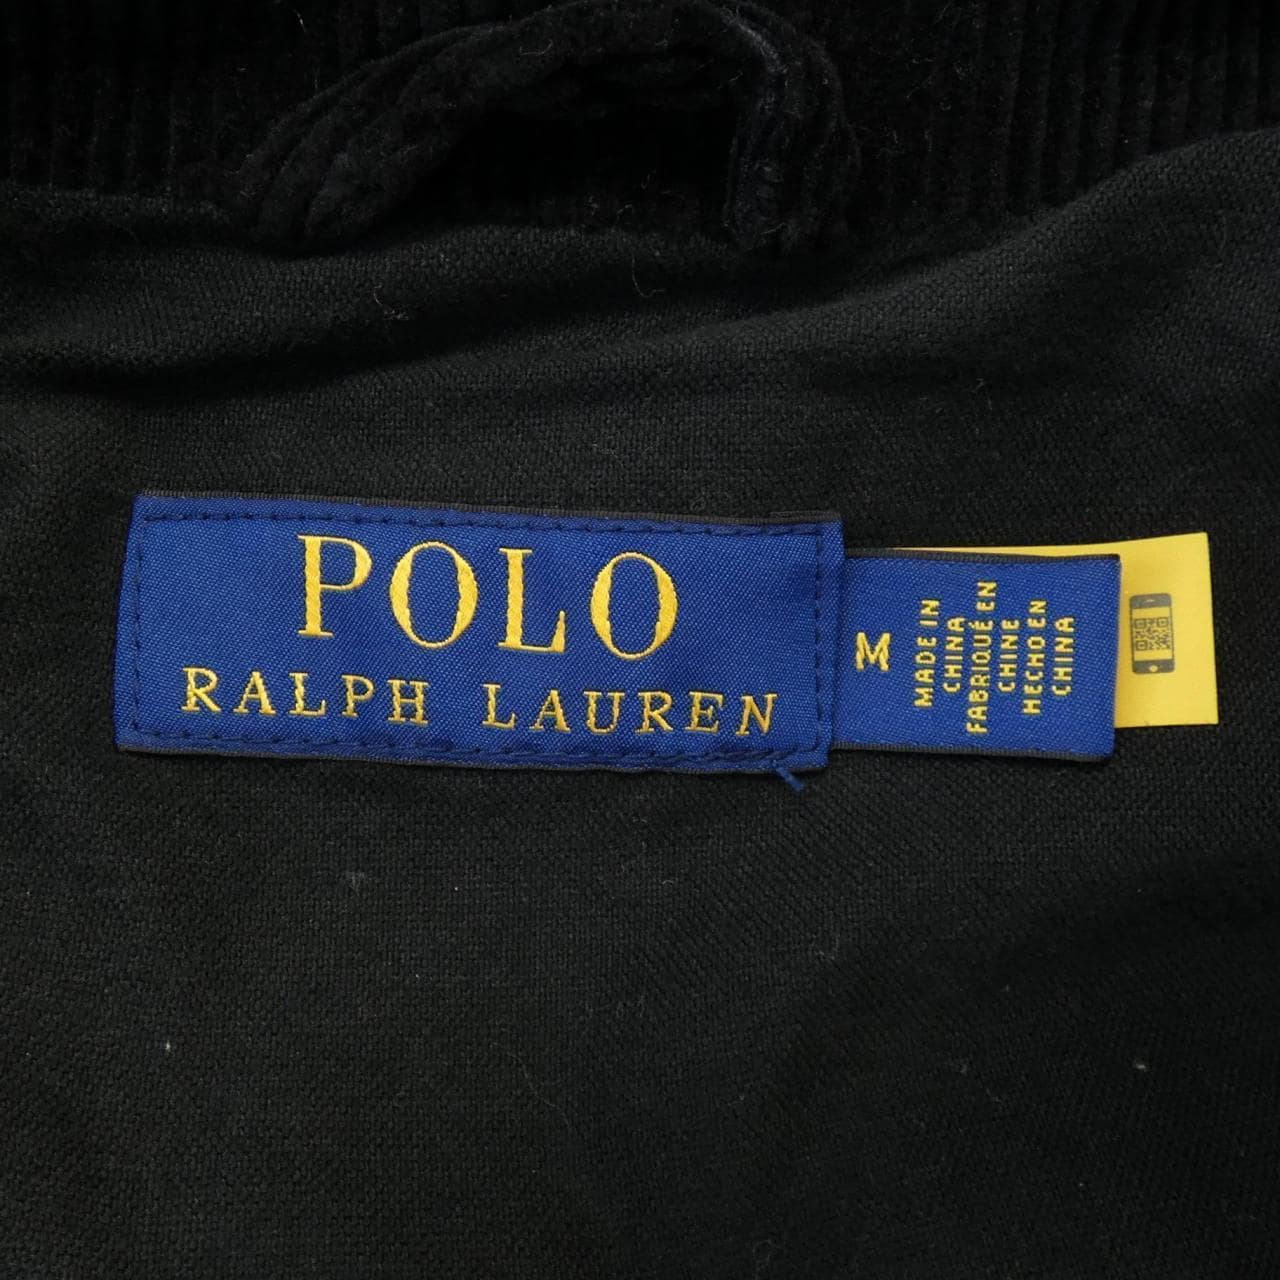 POLO
RALPH LAUREN
M
MADE IN
CHINA
FABRIQUÉ EN
CHINE
HECHO EN
CHINA